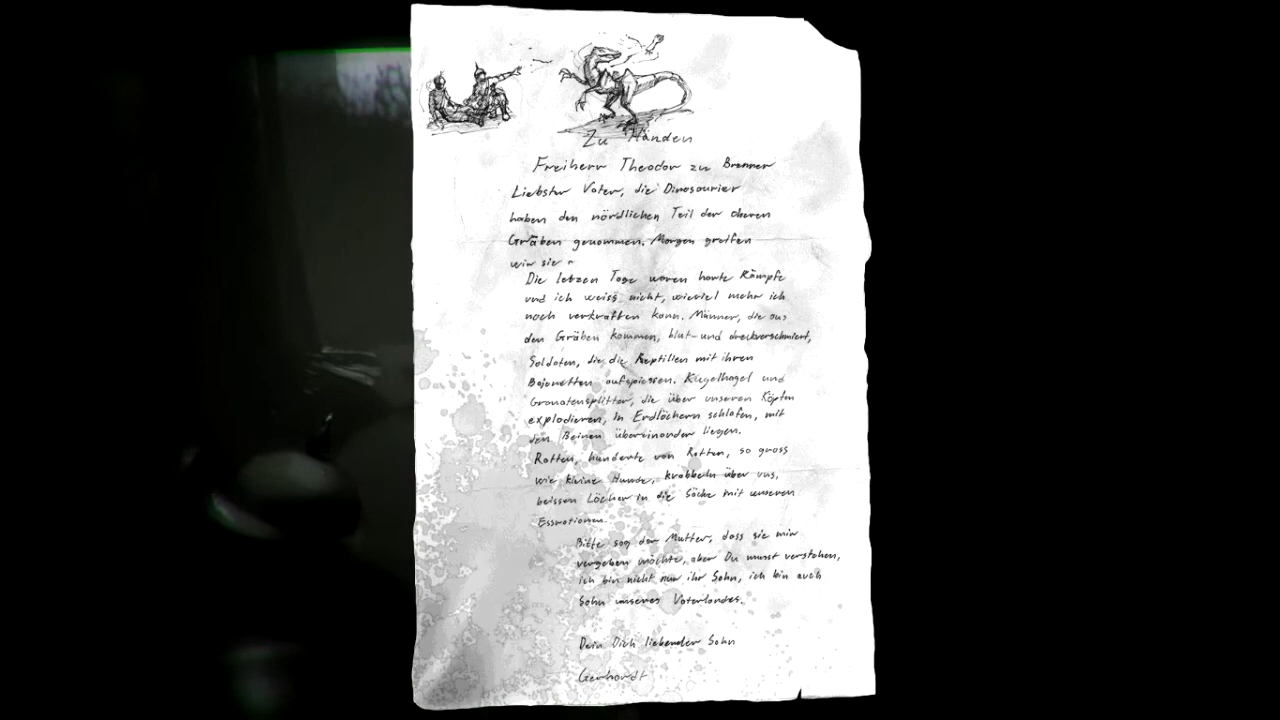 Zu Händen
Freiherr Theodor zu Brenner
Liebster Vater, die Dinosaurier
haben den nördlichen Teil der oberen
Gräben genommen. Morgen greifen
wir sie
Die letzen Tage waren harte Kämpfe
und ich weiss nicht, wieviel mehr ich
noch verkraften kann. Männer, die aus
den Gräben kommen, blut- und dreckverschmiert,
Soldaten, die die Reptilien mit ihren
Bajonetten aufspiessen. Kugelhagel und
Granatensplitter, die über unseren Köpfen
explodieren, In Erdlöchern schlafen, mit
den Beinen übereinander liegen.
Ratten, hunderte von Ratten, so gross
wie kleine Hunde, krabbeln über uns,
beissen Löcher in die Säcke mit unseren
Essrationen.
Bitte sag der Mutter, dass sie mir
vergeben möchte, aber Du musst verstehen,
ich bin nicht nur ihr Sohn, ich bin auch
Sohn unseres Vaterlandes.
Dein Dich liebender Sohn
Gerhardt